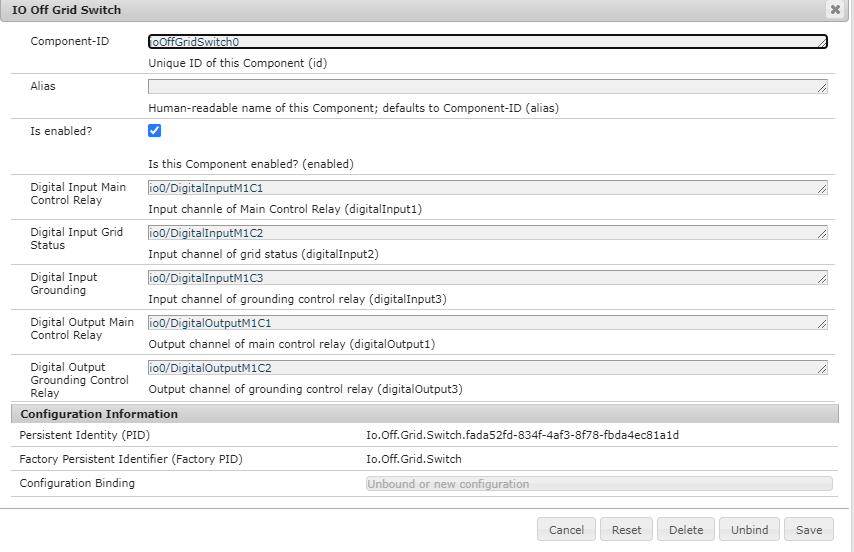 IO Off Grid Switch
Component-ID
ioOffGridSwitch0
Unique ID of this Component (id)
Alias
Human-readable name of this Component; defaults to Component-ID (alias)
Is enabled?
Is this Component enabled? (enabled)
Digital Input Main
Control Relay
io0/DigitalInputM1C1
Input channle of Main Control Relay (digitalInput1)
Digital Input Grid
Status
io0/DigitalInputM1C2
Input channel of grid status (digitalInput2)
Digital Input
Grounding
io0/DigitalInputM1C3
Input channel of grounding control relay (digitalInput3)
Digital Output Main
Control Relay
io0/DigitalOutputM1C1
Output channel of main control relay (digitalOutput1)
Digital Output
Grounding Control
Relay
io0/DigitalOutputM1C2
Output channel of grounding control relay (digitalOutput3)
Configuration Information
Persistent Identity (PID)
Io.Off.Grid.Switch.fada52fd-834f-4af3-8f78-fbda4ec81a1d
Factory Persistent Identifier (Factory PID)
Io.Off.Grid.Switch
Configuration Binding
Unbound or new configuration
Cancel
Reset
Delete
Unbind
Save